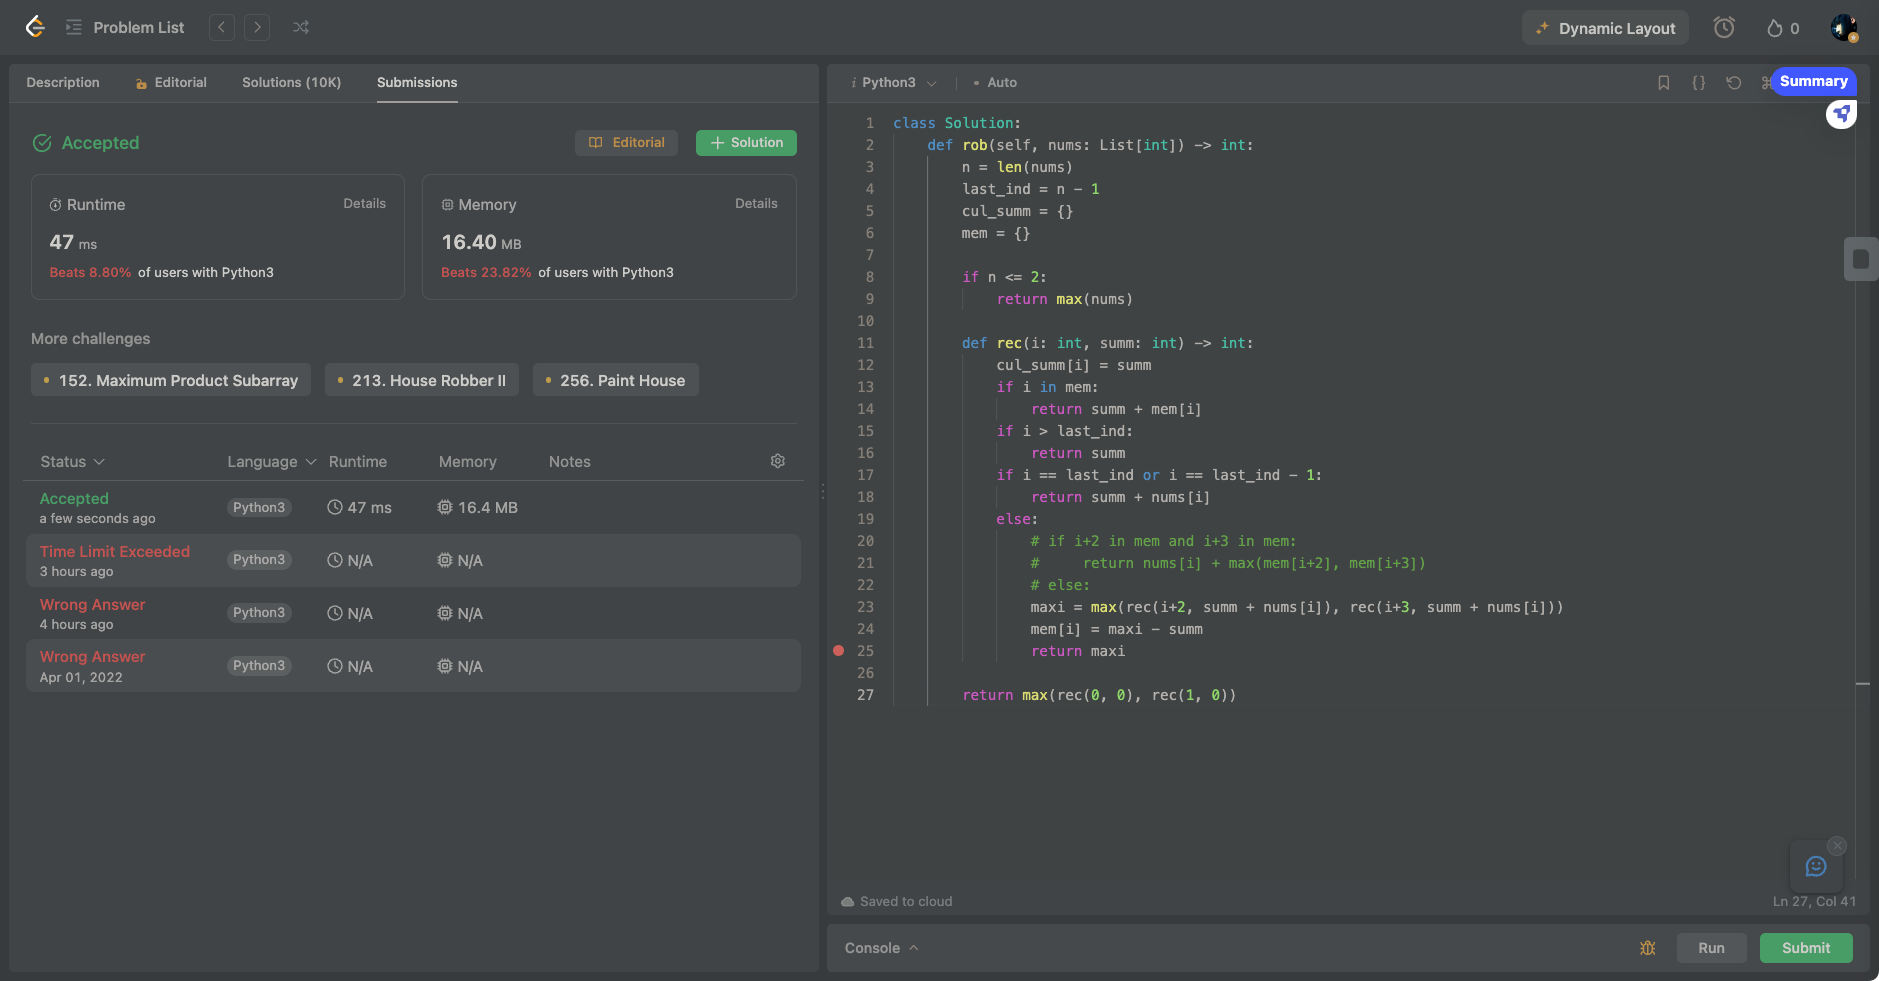 Problem List
Dynamic Layout
0
Description
Editorial
Solutions (10K)
Submissions
Accepted
Editorial
Solution
Runtime
Details
47 ms
Beats 8.80% of users with Python3
Memory
Details
16.40 MB
Beats 23.82% of users with Python3
More challenges
152. Maximum Product Subarray
213. House Robber II
256. Paint House
Status Language Runtime Memory Notes
Accepted
a few seconds ago
Python3 47 ms 16.4 MB
Time Limit Exceeded
3 hours ago
Python3 N/A N/A
Wrong Answer
4 hours ago
Python3 N/A N/A
Wrong Answer
Apr 01, 2022
Python3 N/A N/A
i Python3
• Auto
{}
⌘
Summary
1 class Solution:
2     def rob(self, nums: List[int]) -> int:
3         n = len(nums)
4         last_ind = n - 1
5         cul_summ = {}
6         mem = {}
7
8         if n <= 2:
9             return max(nums)
10
11         def rec(i: int, summ: int) -> int:
12             cul_summ[i] = summ
13             if i in mem:
14                 return summ + mem[i]
15             if i > last_ind:
16                 return summ
17             if i == last_ind or i == last_ind - 1:
18                 return summ + nums[i]
19             else:
20                 # if i+2 in mem and i+3 in mem:
21                 #     return nums[i] + max(mem[i+2], mem[i+3])
22                 # else:
23                 maxi = max(rec(i+2, summ + nums[i]), rec(i+3, summ + nums[i]))
24                 mem[i] = maxi - summ
25                 return maxi
26
27         return max(rec(0, 0), rec(1, 0))
Saved to cloud
Ln 27, Col 41
Console
Run
Submit